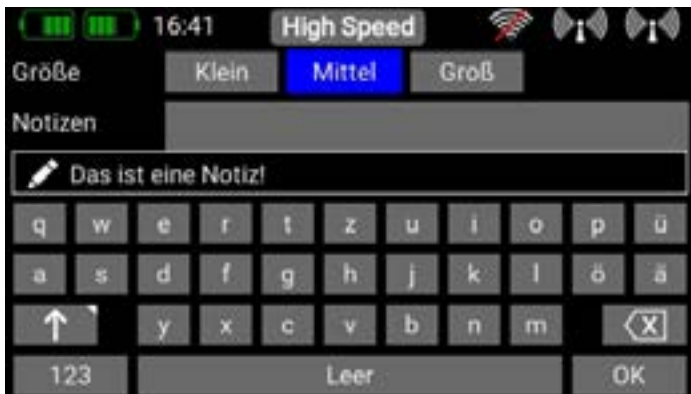 16:41 High Speed
Größe Klein Mittel Groß
Notizen
Das ist eine Notiz!
q w e r t z u i o p ü
a s d f g h j k l ö ä
y x c v b n m X
123 Leer OK